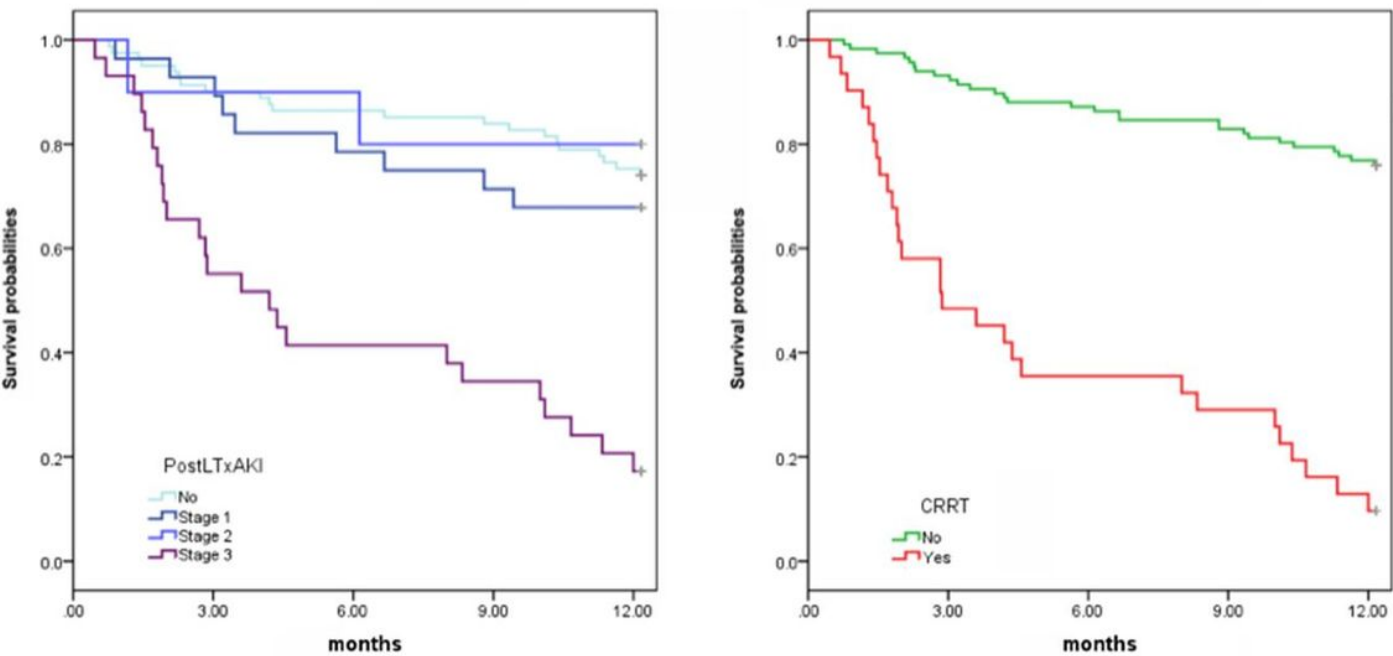 Survival probabilities
1.0
0.8
0.6
0.4
0.2
0.0
PostLTxAKI
No
Stage 1
Stage 2
Stage 3
.00 3.00 6.00 9.00 12.00
months
Survival probabilities
1.0
0.8
0.6
0.4
0.2
0.0
CRRT
No
Yes
.00 3.00 6.00 9.00 12.00
months